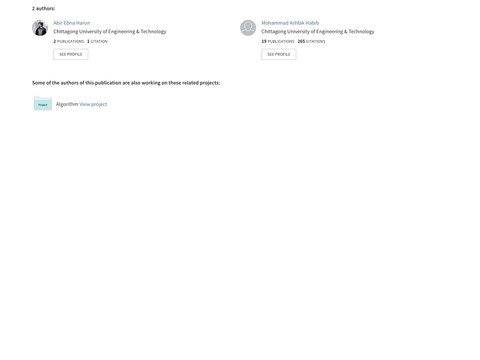 2 authors:
Abir Ebna Harun
Chittagong University of Engineering & Technology
2 PUBLICATIONS 1 CITATION
SEE PROFILE
Mohammad Ashfak Habib
Chittagong University of Engineering & Technology
19 PUBLICATIONS 265 CITATIONS
SEE PROFILE
Some of the authors of this publication are also working on these related projects:
Project
Algorithm View project